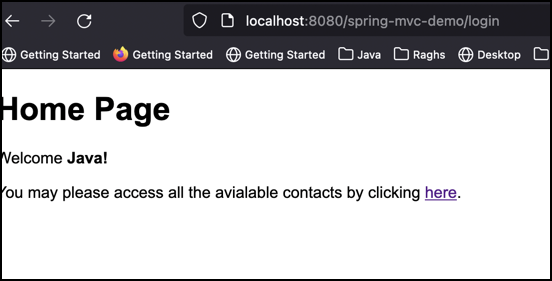 localhost:8080/spring-mvc-demo/login
Getting Started Getting Started Getting Started Java Raghs Desktop
Home Page
Welcome Java!
You may please access all the avialable contacts by clicking here.